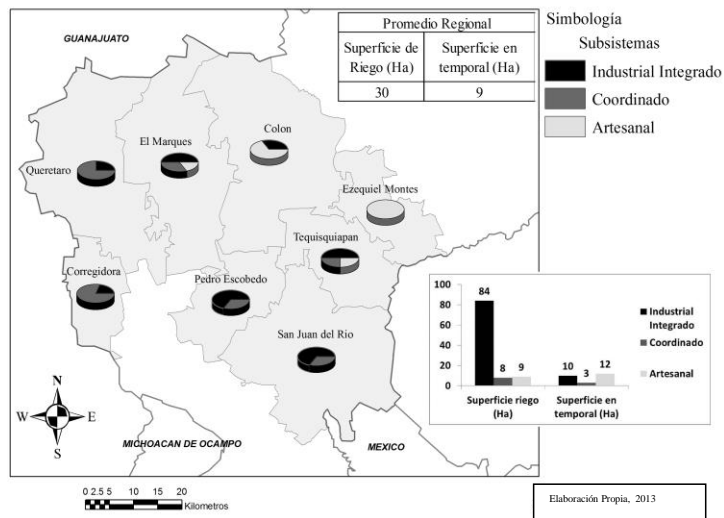 GUANAJUATO
Promedio Regional
Superficie de Riego (Ha)
Superficie en temporal (Ha)
30
9
Simbología
Subsistemas
Industrial Integrado
Coordinado
Artesanal
Queretaro
El Marques
Colon
Ezequiel Montes
Tequisquiapan
Corregidora
Pedro Escobedo
San Juan del Rio
100
80
60
40
20
0
84
8
9
10
3
12
Superficie riego
(Ha)
Superficie en
temporal (Ha)
Industrial
Integrado
Coordinado
Artesanal
N
W
E
S
MICHOACAN DE OCAMPO
MEXICO
0 2.5 5 10 15 20
Kilometros
Elaboración Propia, 2013